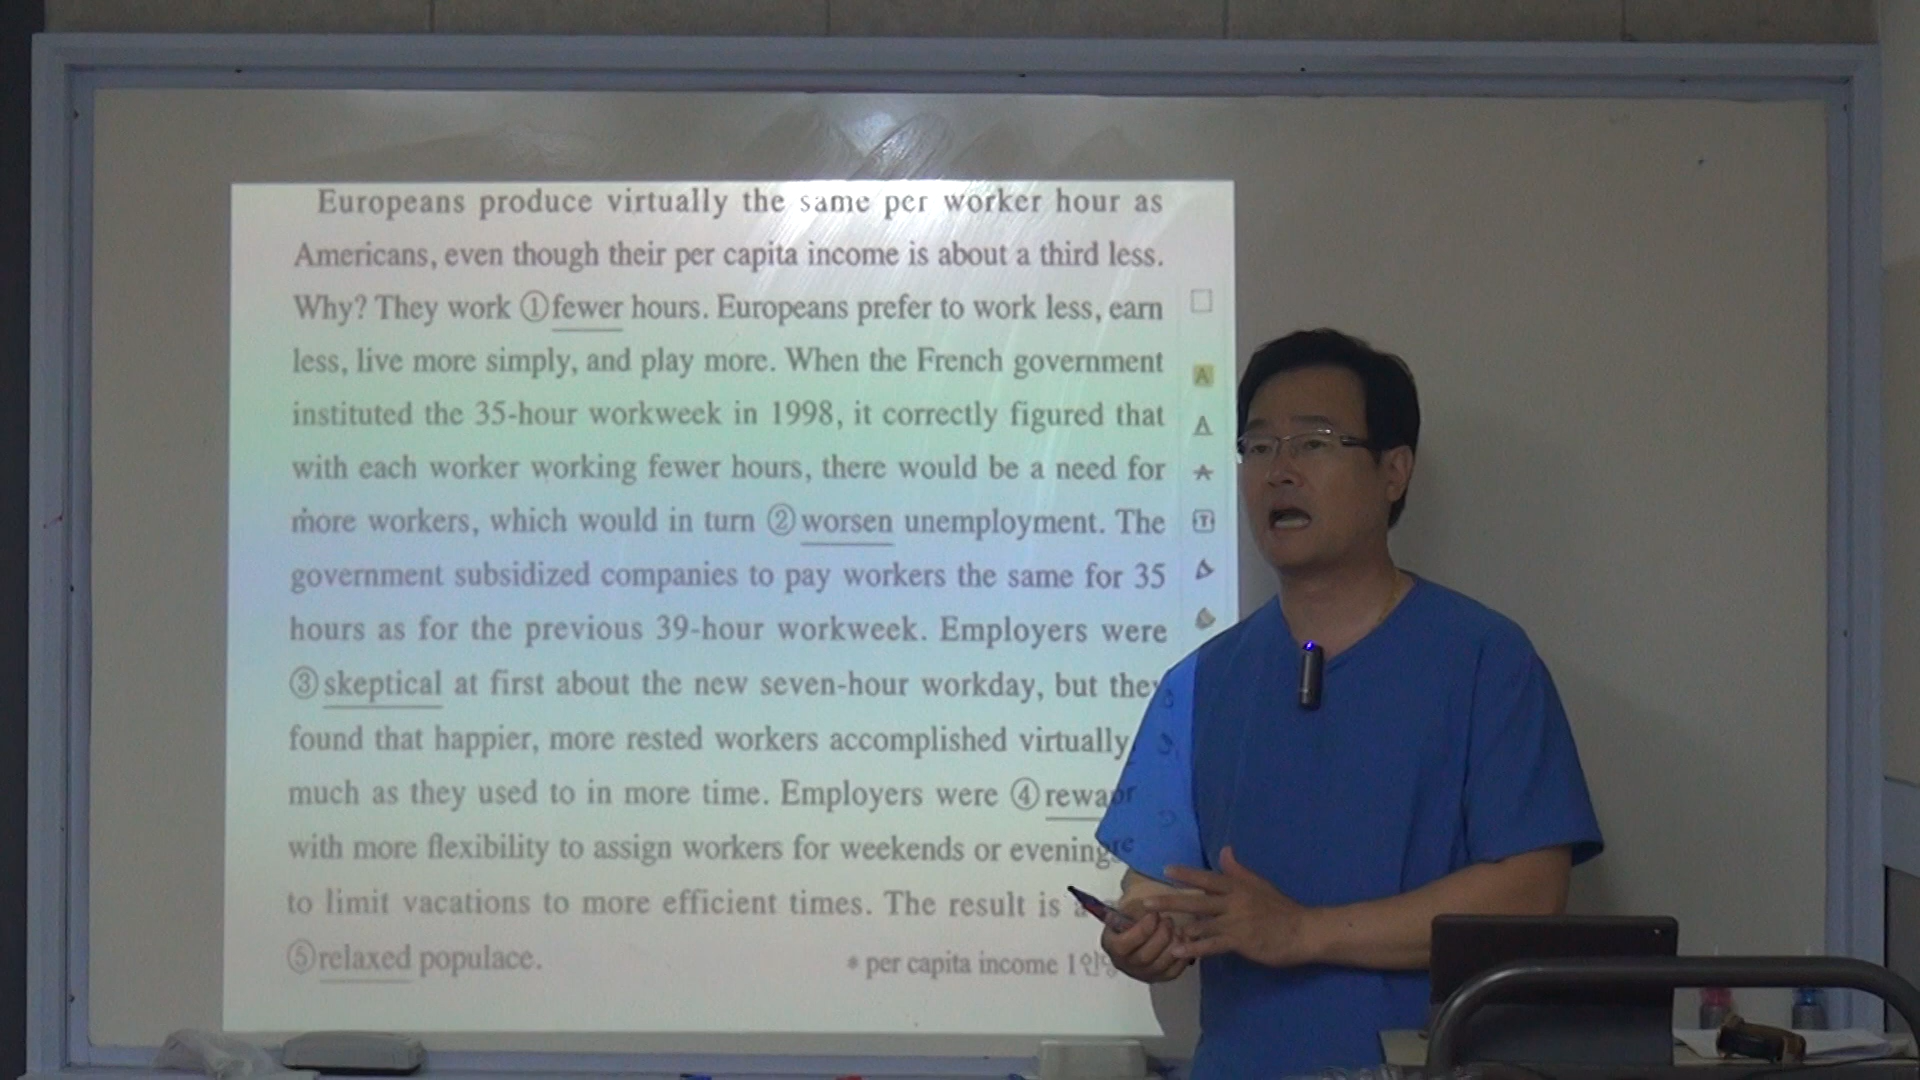 Europeans produce virtually the same per worker hour as
Americans, even though their per capita income is about a third less.
Why? They work ①fewer hours. Europeans prefer to work less, earn
less, live more simply, and play more. When the French government
instituted the 35-hour workweek in 1998, it correctly figured that
with each worker working fewer hours, there would be a need for
more workers, which would in turn ②worsen unemployment. The
government subsidized companies to pay workers the same for 35
hours as for the previous 39-hour workweek. Employers were
③skeptical at first about the new seven-hour workday, but they
found that happier, more rested workers accomplished virtually
much as they used to in more time. Employers were ④
with more flexibility to assign workers for weekends or evenings
to limit vacations to more efficient times. The result is a
⑤relaxed populace.
* per capita income 1인당